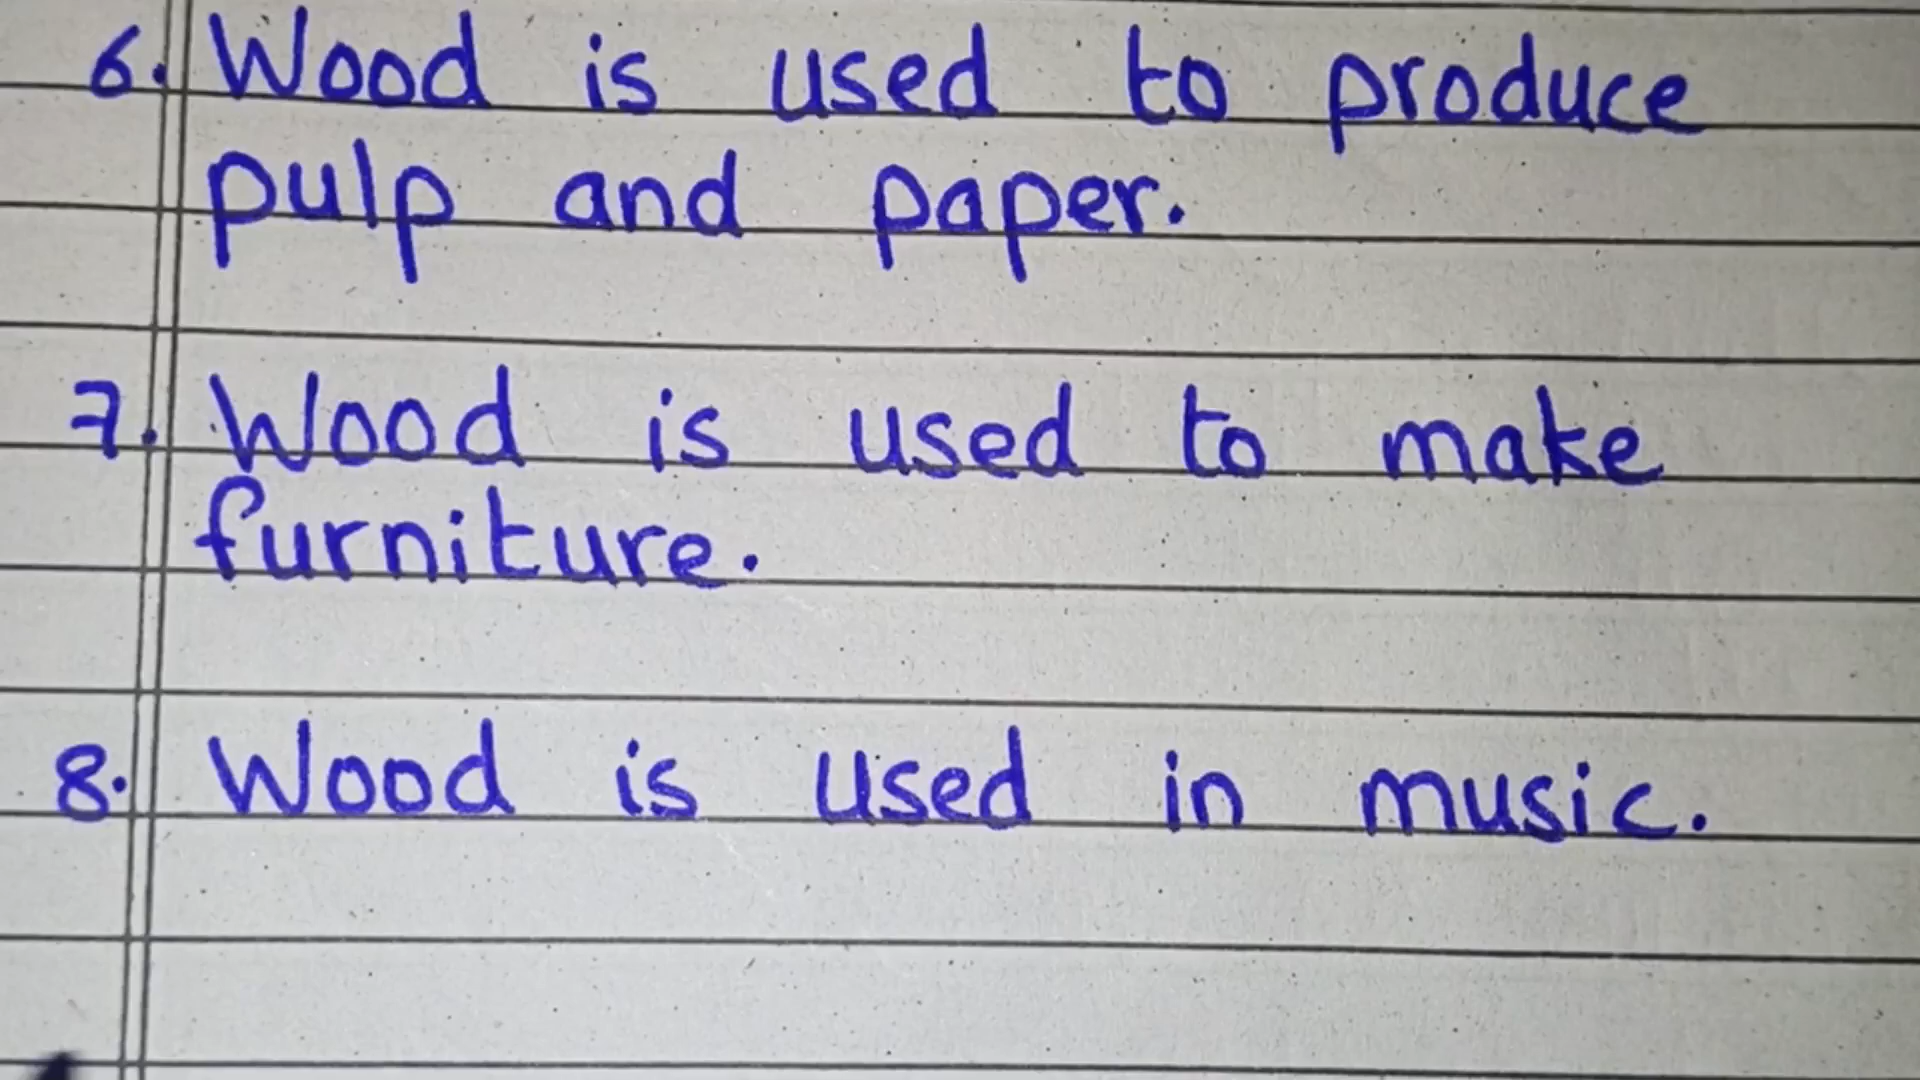 6. Wood is used to produce
pulp and paper.
7. Wood is used to make
furniture.
8. Wood is used in music.